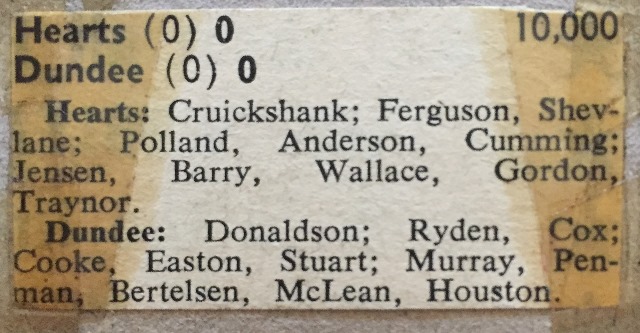 Hearts (0) 0 10,000
Dundee (0) 0
Hearts: Cruickshank; Ferguson, Shev-
lane; Polland, Anderson, Cumming;
Jensen, Barry, Wallace, Gordon,
Traynor.
Dundee: Donaldson; Ryden, Cox;
Cooke, Easton, Stuart; Murray, Pen-
man, Bertelsen, McLean, Houston.